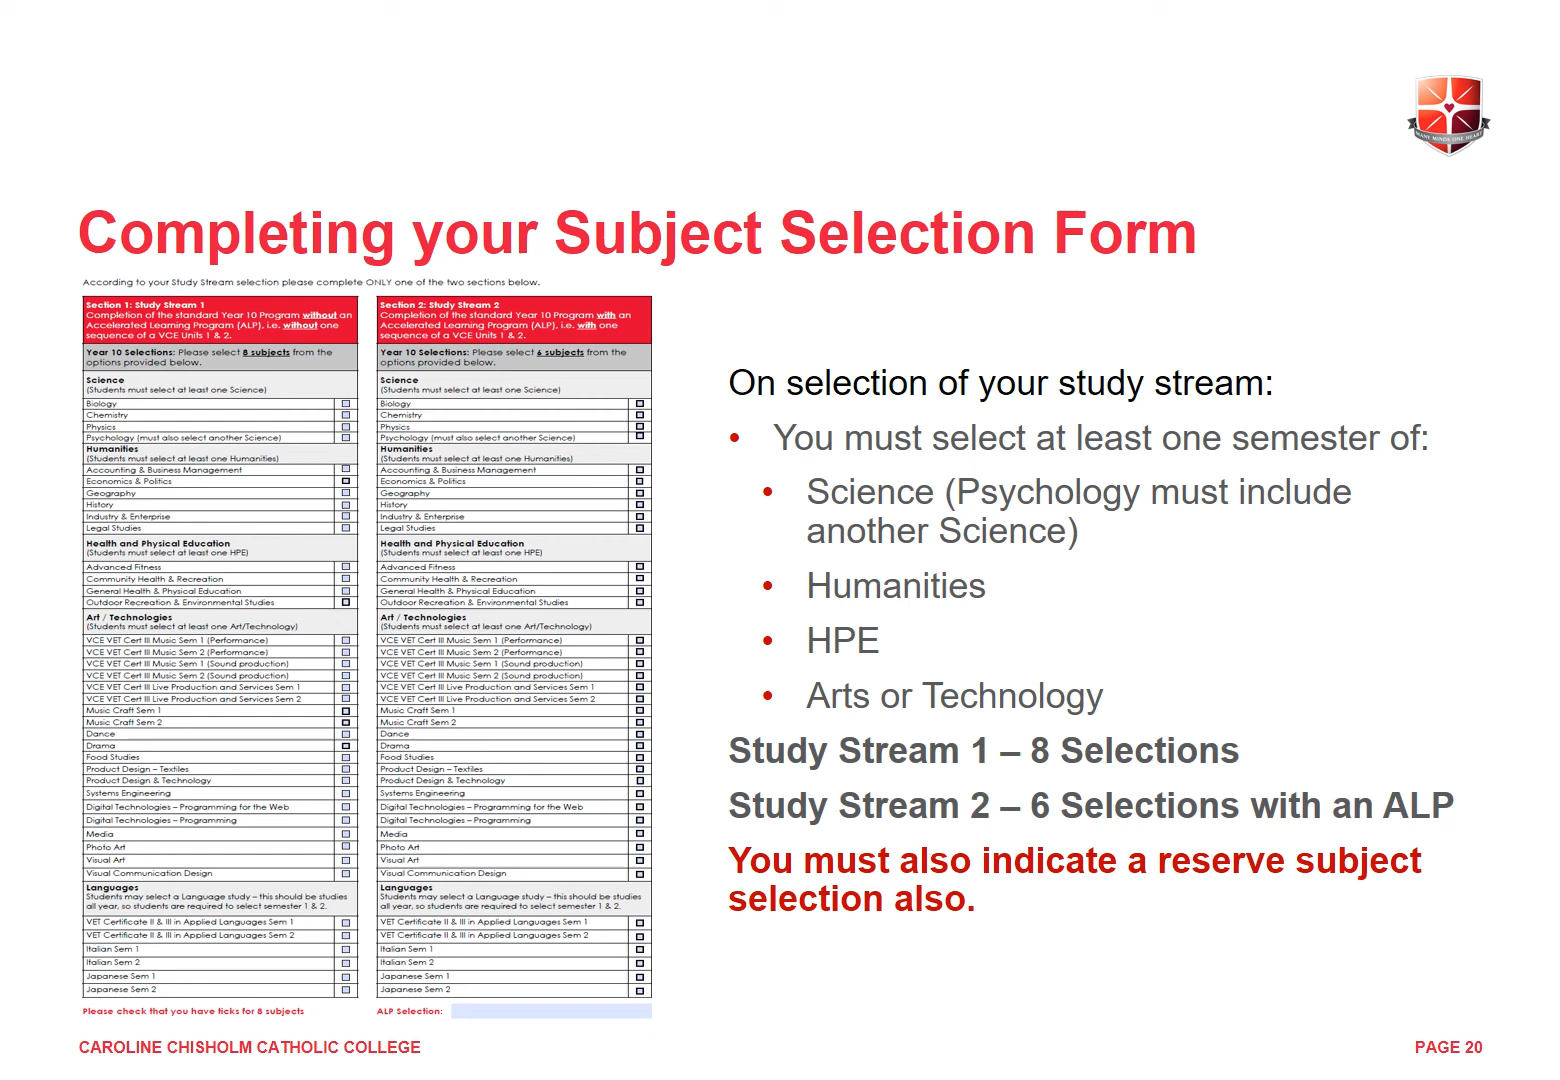 MANY MINDS ONE HEART
Completing your Subject Selection Form
According to your Study Stream selection please complete ONLY one of the two sections below.
Section 1: Study Stream 1
Completion of the standard Year 10 Program without an
Accelerated Learning Program (ALP), i.e. without one
sequence of a VCE Units 1 & 2.
Year 10 Selections: Please select 8 subjects from the
options provided below.
Science
(Students must select at least one Science)
Biology
Chemistry
Physics
Psychology (must also select another Science)
Humanities
(Students must select at least one Humanities)
Accounting & Business Management
Economics & Politics
Geography
History
Industry & Enterprise
Legal Studies
Health and Physical Education
(Students must select at least one HPE)
Advanced Fitness
Community Health & Recreation
General Health & Physical Education
Outdoor Recreation & Environmental Studies
Art / Technologies
(Students must select at least one Art/Technology)
VCE VET Cert III Music Sem 1 (Performance)
VCE VET Cert III Music Sem 2 (Performance)
VCE VET Cert III Music Sem 1 (Sound production)
VCE VET Cert III Music Sem 2 (Sound production)
VCE VET Cert III Live Production and Services Sem 1
VCE VET Cert III Live Production and Services Sem 2
Music Craft Sem 1
Music Craft Sem 2
Dance
Drama
Food Studies
Product Design – Textiles
Product Design & Technology
Systems Engineering
Digital Technologies – Programming for the Web
Digital Technologies – Programming
Media
Photo Art
Visual Art
Visual Communication Design
Languages
Students may select a Language study – this should be studies
all year, so students are required to select semester 1 & 2.
VET Certificate II & III in Applied Languages Sem 1
VET Certificate II & III in Applied Languages Sem 2
Italian Sem 1
Italian Sem 2
Japanese Sem 1
Japanese Sem 2
Please check that you have ticks for 8 subjects
Section 2: Study Stream 2
Completion of the standard Year 10 Program with an
Accelerated Learning Program (ALP), i.e. with one
sequence of a VCE Units 1 & 2.
Year 10 Selections: Please select 6 subjects from the
options provided below.
Science
(Students must select at least one Science)
Biology
Chemistry
Physics
Psychology (must also select another Science)
Humanities
(Students must select at least one Humanities)
Accounting & Business Management
Economics & Politics
Geography
History
Industry & Enterprise
Legal Studies
Health and Physical Education
(Students must select at least one HPE)
Advanced Fitness
Community Health & Recreation
General Health & Physical Education
Outdoor Recreation & Environmental Studies
Art / Technologies
(Students must select at least one Art/Technology)
VCE VET Cert III Music Sem 1 (Performance)
VCE VET Cert III Music Sem 2 (Performance)
VCE VET Cert III Music Sem 1 (Sound production)
VCE VET Cert III Music Sem 2 (Sound production)
VCE VET Cert III Live Production and Services Sem 1
VCE VET Cert III Live Production and Services Sem 2
Music Craft Sem 1
Music Craft Sem 2
Dance
Drama
Food Studies
Product Design – Textiles
Product Design & Technology
Systems Engineering
Digital Technologies – Programming for the Web
Digital Technologies – Programming
Media
Photo Art
Visual Art
Visual Communication Design
Languages
Students may select a Language study – this should be studies
all year, so students are required to select semester 1 & 2.
VET Certificate II & III in Applied Languages Sem 1
VET Certificate II & III in Applied Languages Sem 2
Italian Sem 1
Italian Sem 2
Japanese Sem 1
Japanese Sem 2
ALP Selection:
On selection of your study stream:
• You must select at least one semester of:
• Science (Psychology must include
another Science)
• Humanities
• HPE
• Arts or Technology
Study Stream 1 – 8 Selections
Study Stream 2 – 6 Selections with an ALP
You must also indicate a reserve subject
selection also.
CAROLINE CHISHOLM CATHOLIC COLLEGE
PAGE 20